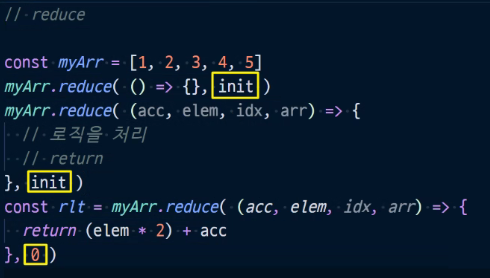 // reduce
const myArr = [1, 2, 3, 4, 5]
myArr.reduce( () => {}, init )
myArr.reduce( (acc, elem, idx, arr) => {
// 로직을 처리
// return
}, init )
const rlt = myArr.reduce( (acc, elem, idx, arr) => {
return (elem * 2) + acc
}, 0 )